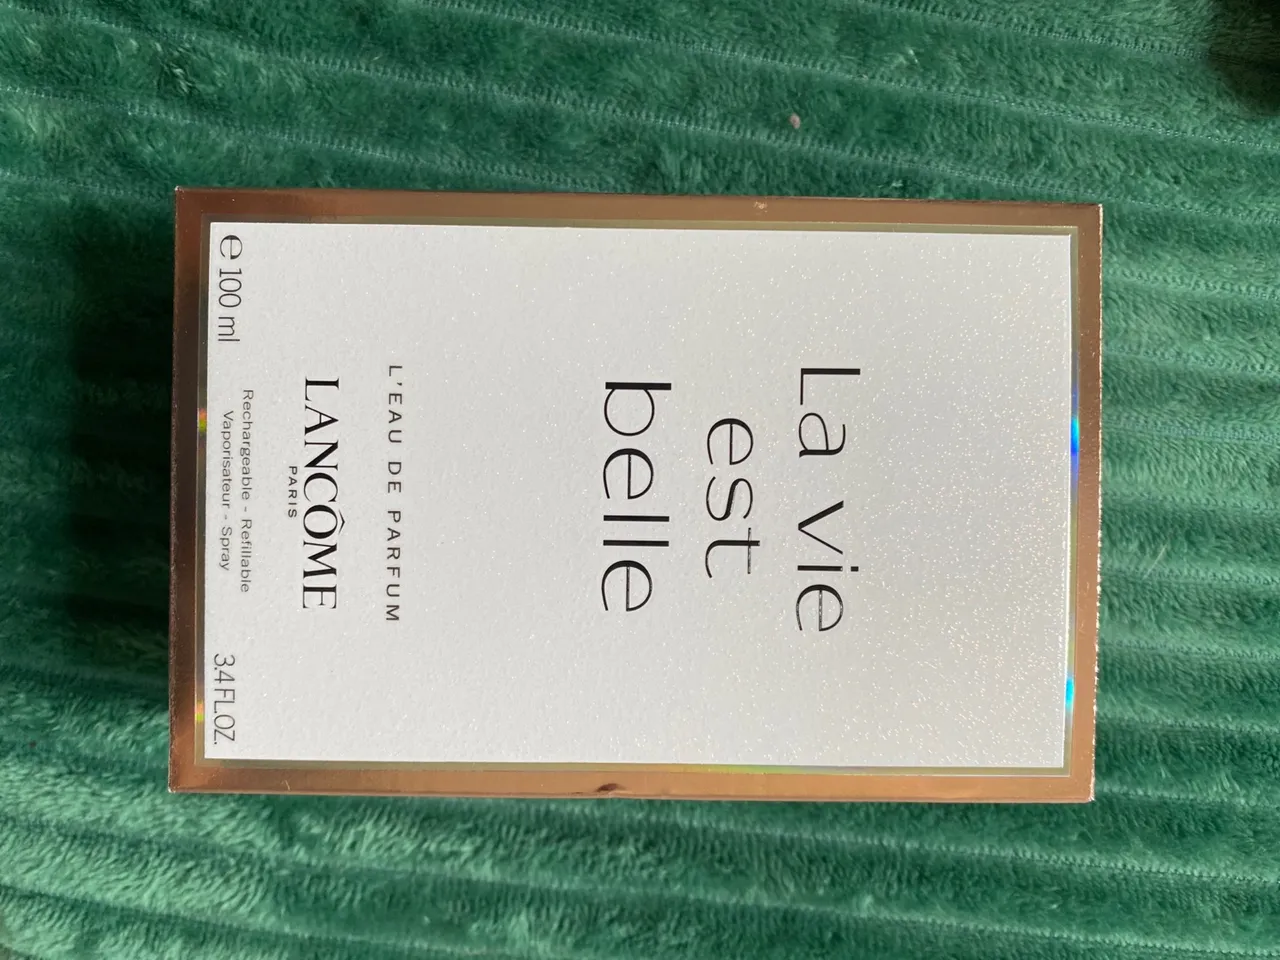 La vie
est
belle
L'EAU DE PARFUM
LANCÔME
PARIS
Rechargeable - Refillable
Vaporisateur - Spray
e 100 ml
3.4 FL.OZ.